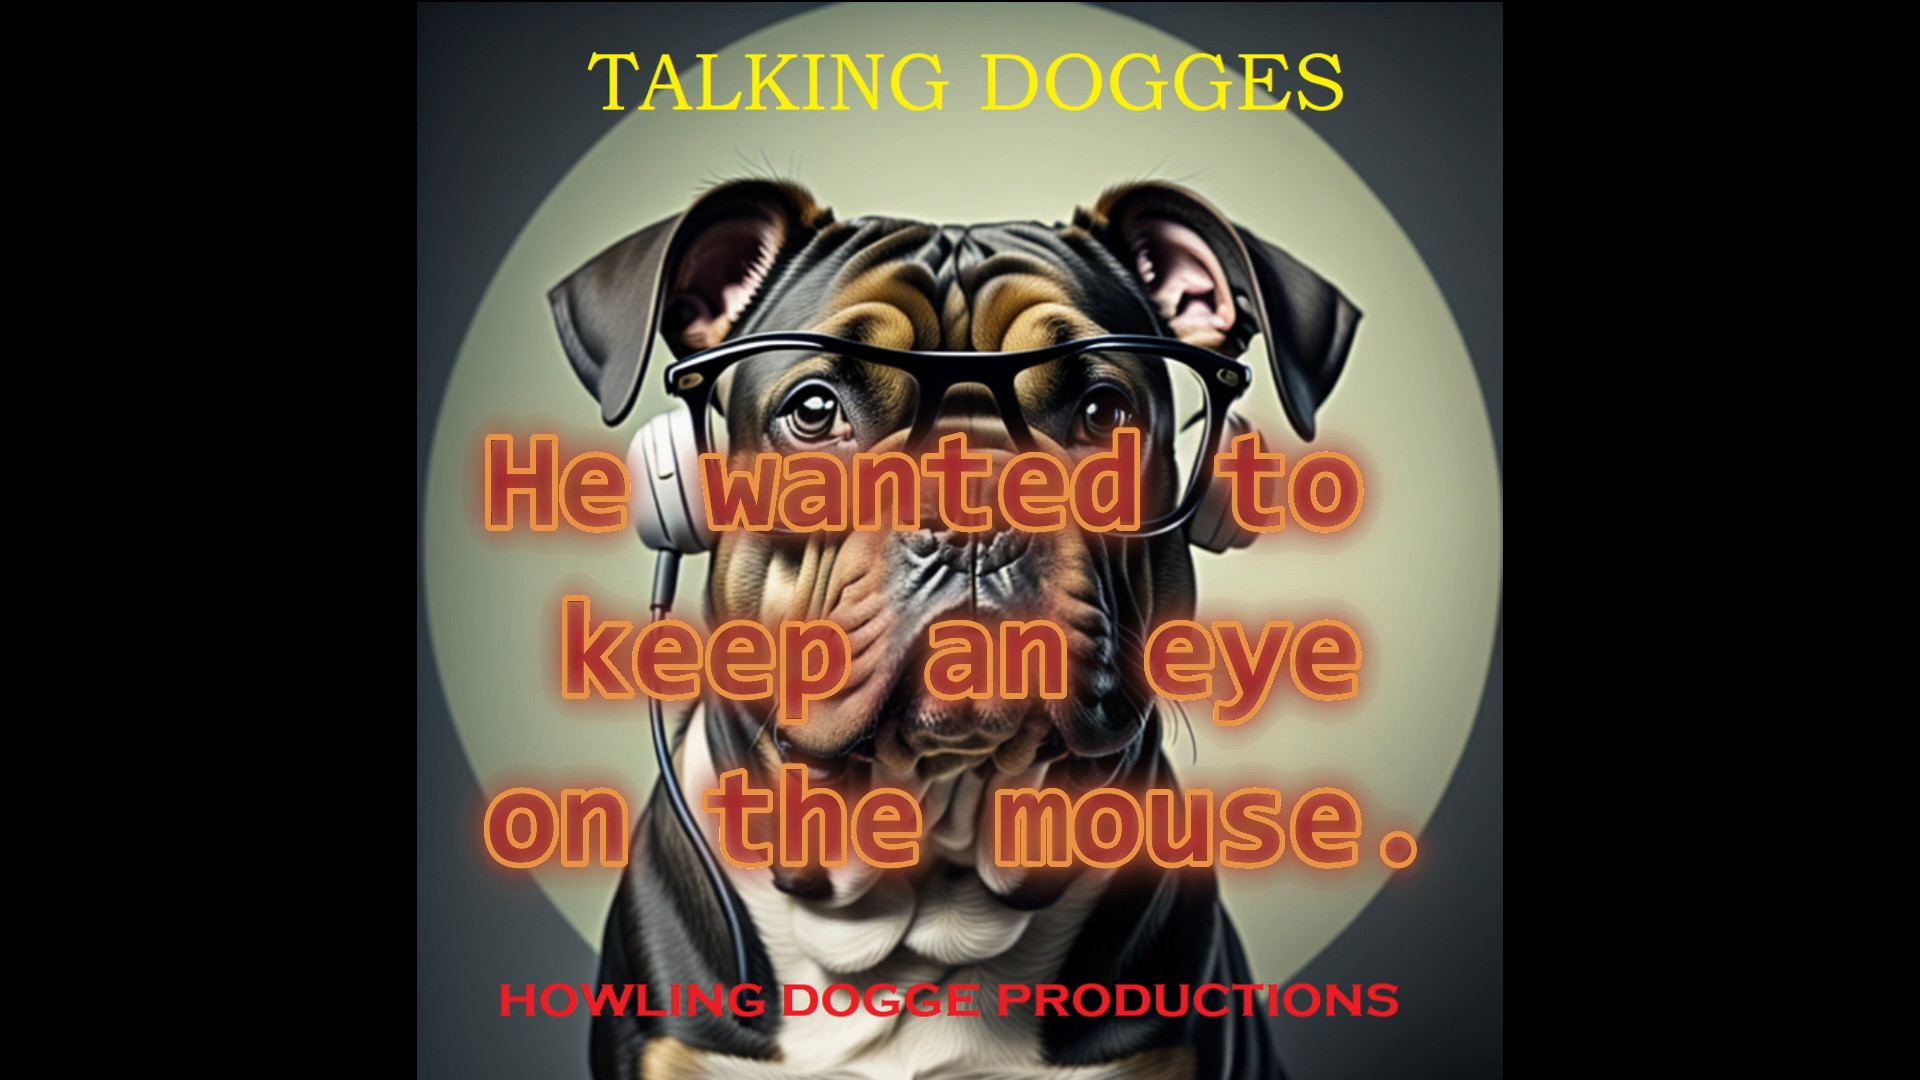 TALKING DOGGES
He wanted to
keep an eye
on the mouse.
HOWLING DOGGE PRODUCTIONS